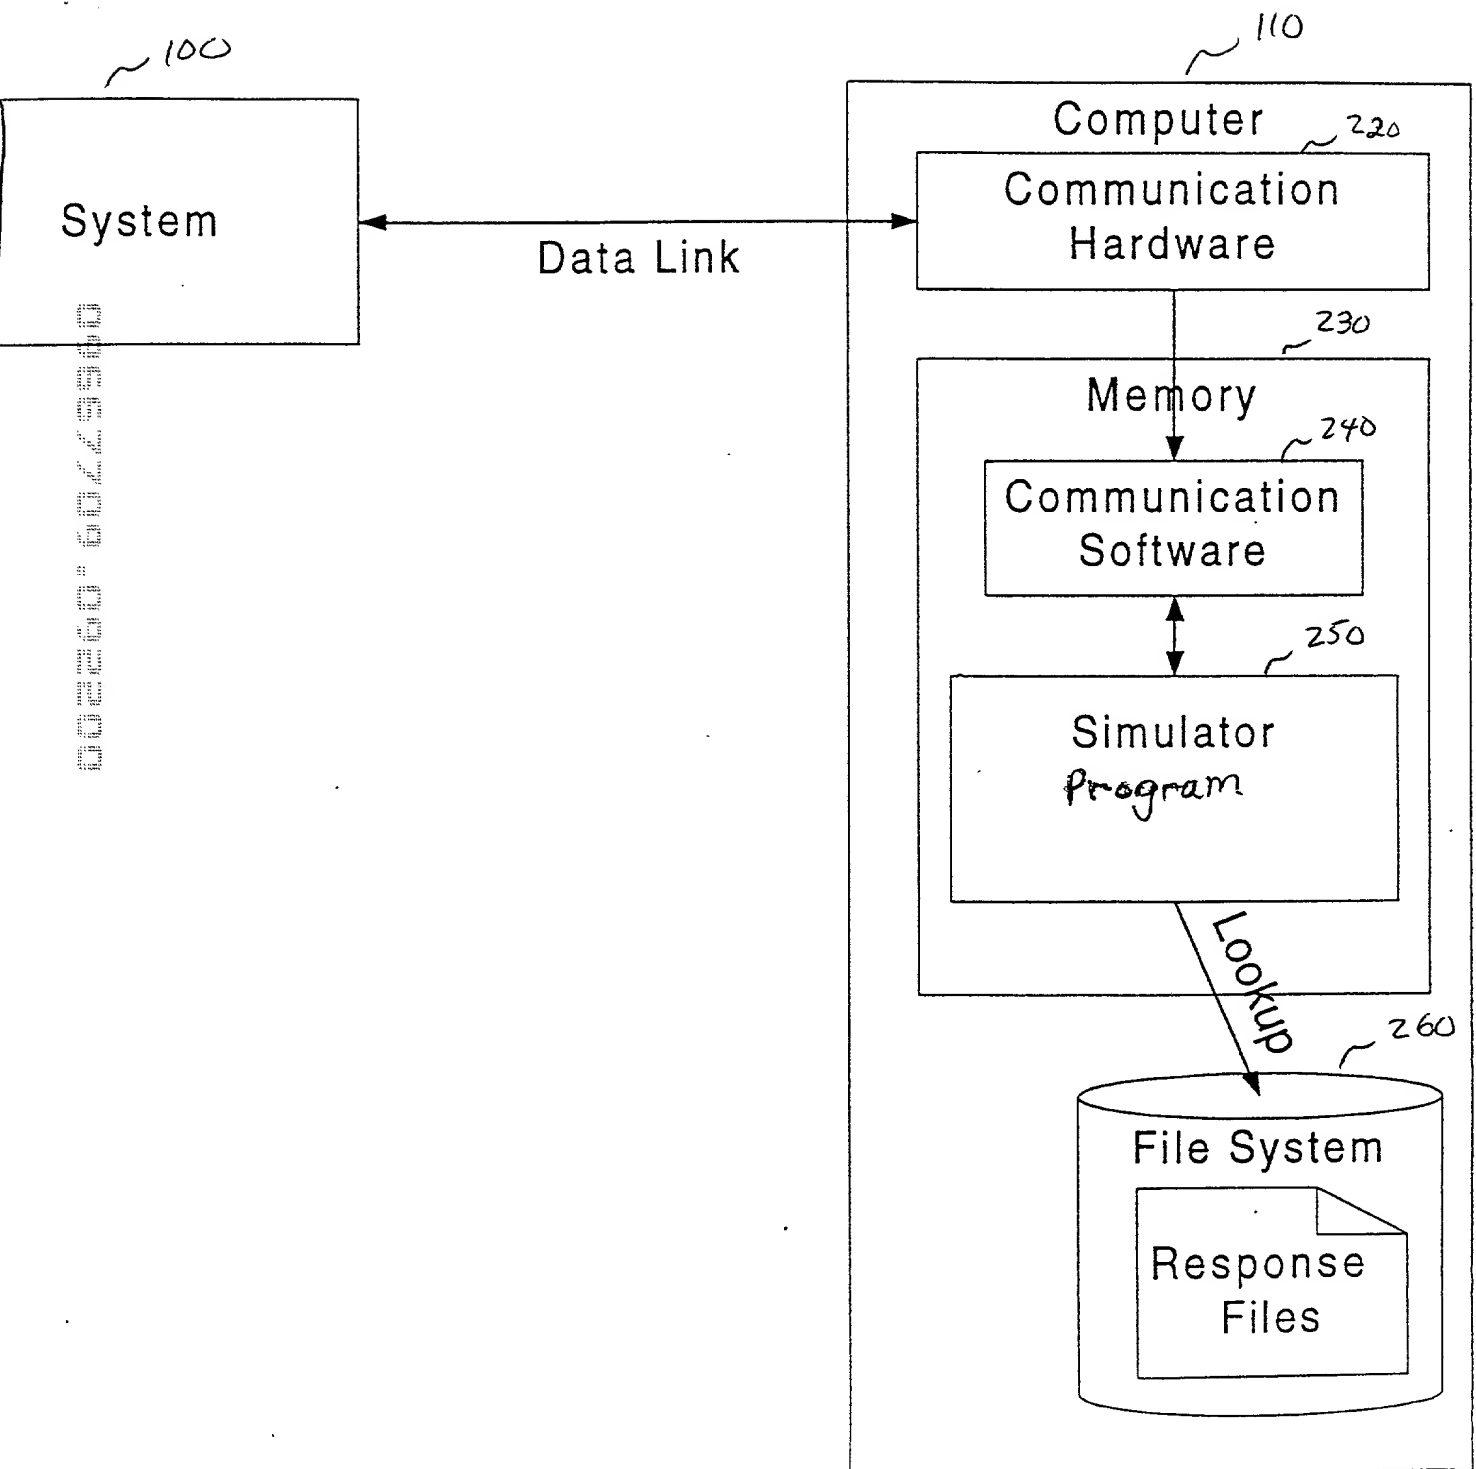 100
110
Computer
220
Communication
Hardware
System
Data Link
230
Memory
240
Communication
Software
250
Simulator
Program
Lookup
260
File System
Response
Files